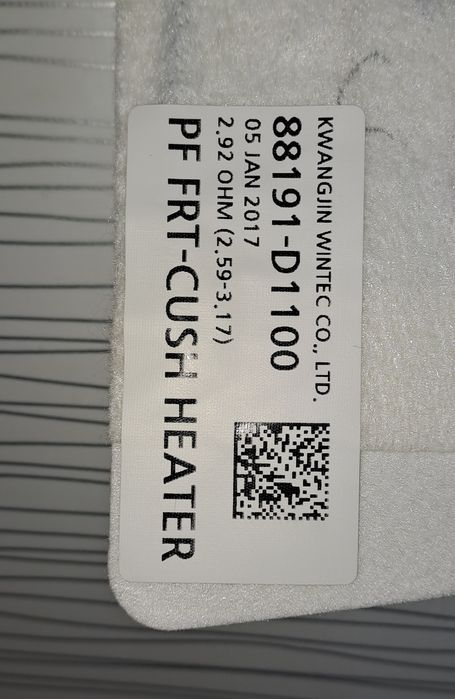 KWANGJIN WINTEC CO., LTD.
88191-D1100
05 JAN 2017
2.92 OHM (2.59-3.17)
PF FRT-CUSH HEATER